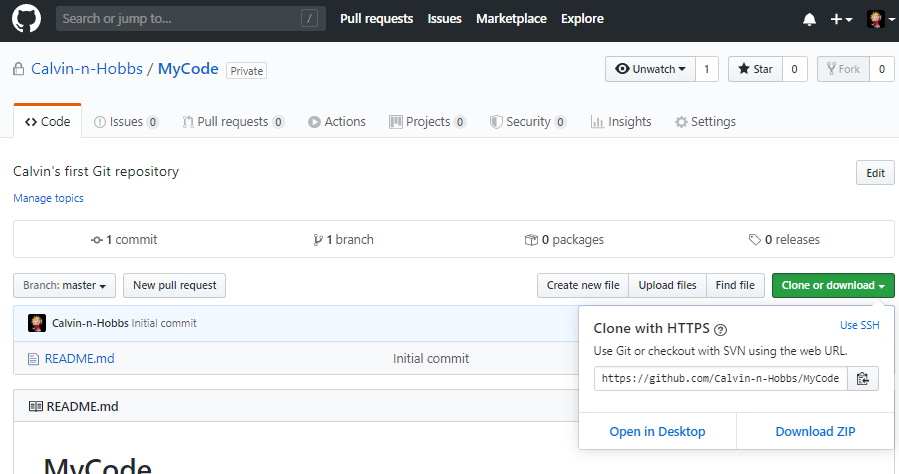 Search or jump to... /
Pull requests Issues Marketplace Explore
Calvin-n-Hobbs / MyCode Private
Unwatch 1 Star 0 Fork 0
Code Issues 0 Pull requests 0 Actions Projects 0 Security 0 Insights Settings
Calvin's first Git repository
Edit
Manage topics
1 commit 1 branch 0 packages 0 releases
Branch: master New pull request Create new file Upload files Find file Clone or download
Calvin-n-Hobbs Initial commit
README.md Initial commit
Clone with HTTPS ? Use SSH
Use Git or checkout with SVN using the web URL.
https://github.com/Calvin-n-Hobbs/MyCode
Open in Desktop Download ZIP
README.md
MyCode